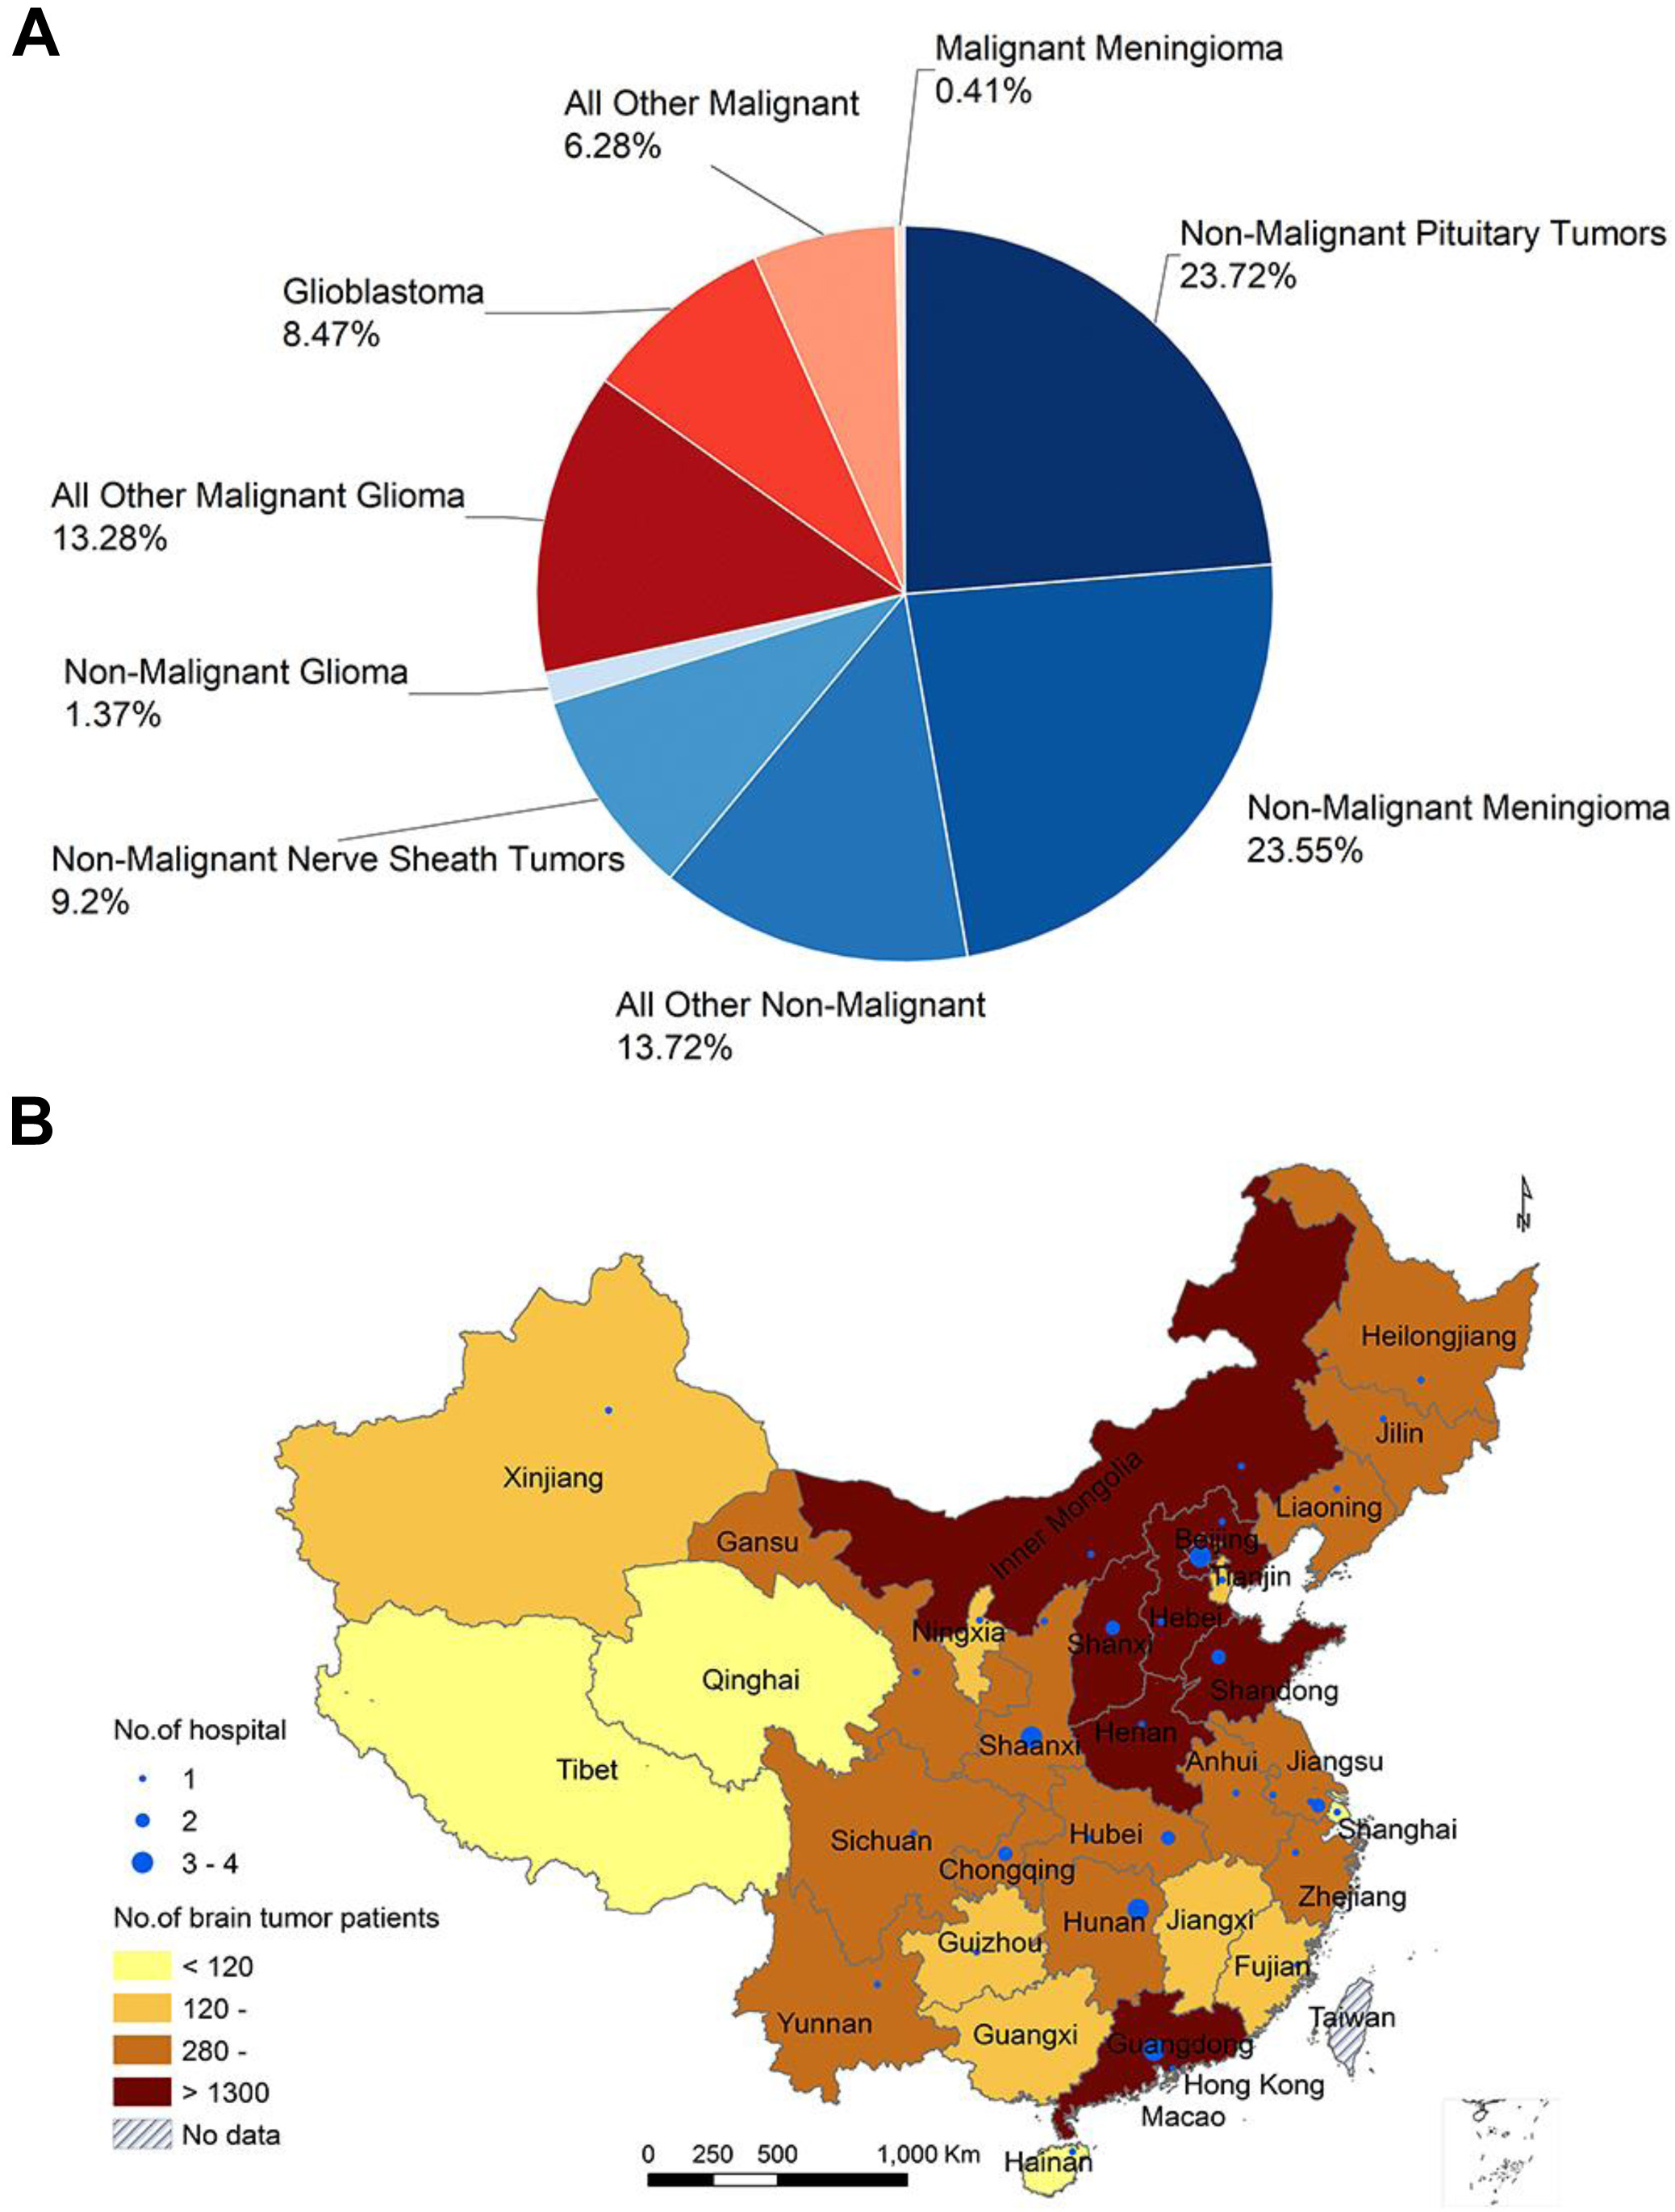 A
Malignant Meningioma
0.41%
All Other Malignant
6.28%
Non-Malignant Pituitary Tumors
23.72%
Glioblastoma
8.47%
All Other Malignant Glioma
13.28%
Non-Malignant Glioma
1.37%
Non-Malignant Meningioma
23.55%
Non-Malignant Nerve Sheath Tumors
9.2%
All Other Non-Malignant
13.72%
B
N
Heilongjiang
Jilin
Inner Mongolia
Xinjiang
Liaoning
Gansu
Beijing
Tianjin
Hebei
Ningxia
Shanxi
Qinghai
Shandong
Henan
Shaanxi
Anhui
Jiangsu
Tibet
Shanghai
Hubei
Sichuan
Chongqing
Zhejiang
Hunan
Jiangxi
Guizhou
Fujian
Taiwan
Yunnan
Guangxi
Guangdong
Hong Kong
Macao
Hainan
No.of hospital
1
2
3 - 4
No.of brain tumor patients
< 120
120 -
280 -
> 1300
No data
0 250 500 1,000 Km